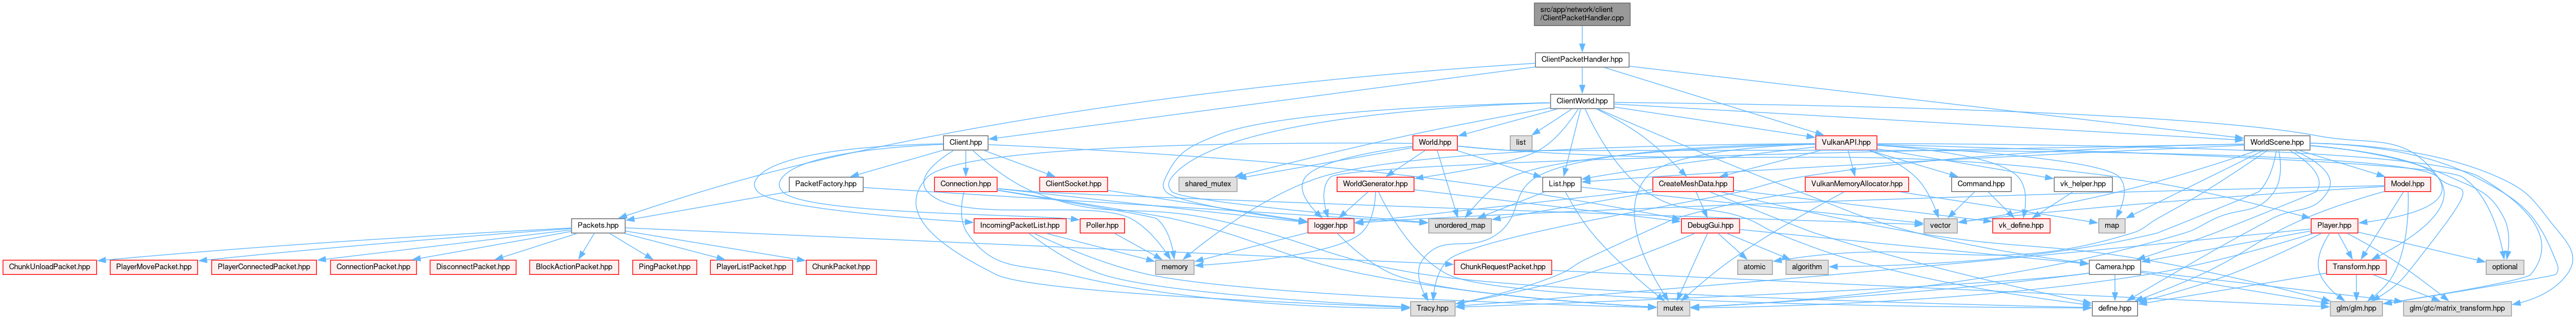 src/app/network/client
/ClientPacketHandler.cpp
ClientPacketHandler.hpp
ClientWorld.hpp
Client.hpp
list
World.hpp
VulkanAPI.hpp
WorldScene.hpp
PacketFactory.hpp
Connection.hpp
ClientSocket.hpp
shared_mutex
WorldGenerator.hpp
List.hpp
CreateMeshData.hpp
VulkanMemoryAllocator.hpp
Command.hpp
vk_helper.hpp
Model.hpp
Packets.hpp
IncomingPacketList.hpp
Poller.hpp
logger.hpp
unordered_map
DebugGui.hpp
vector
vk_define.hpp
map
Player.hpp
ChunkUnloadPacket.hpp
PlayerMovePacket.hpp
PlayerConnectedPacket.hpp
ConnectionPacket.hpp
DisconnectPacket.hpp
BlockActionPacket.hpp
PingPacket.hpp
PlayerListPacket.hpp
ChunkPacket.hpp
memory
ChunkRequestPacket.hpp
atomic
algorithm
Camera.hpp
Transform.hpp
optional
Tracy.hpp
mutex
define.hpp
glm/glm.hpp
glm/gtc/matrix_transform.hpp